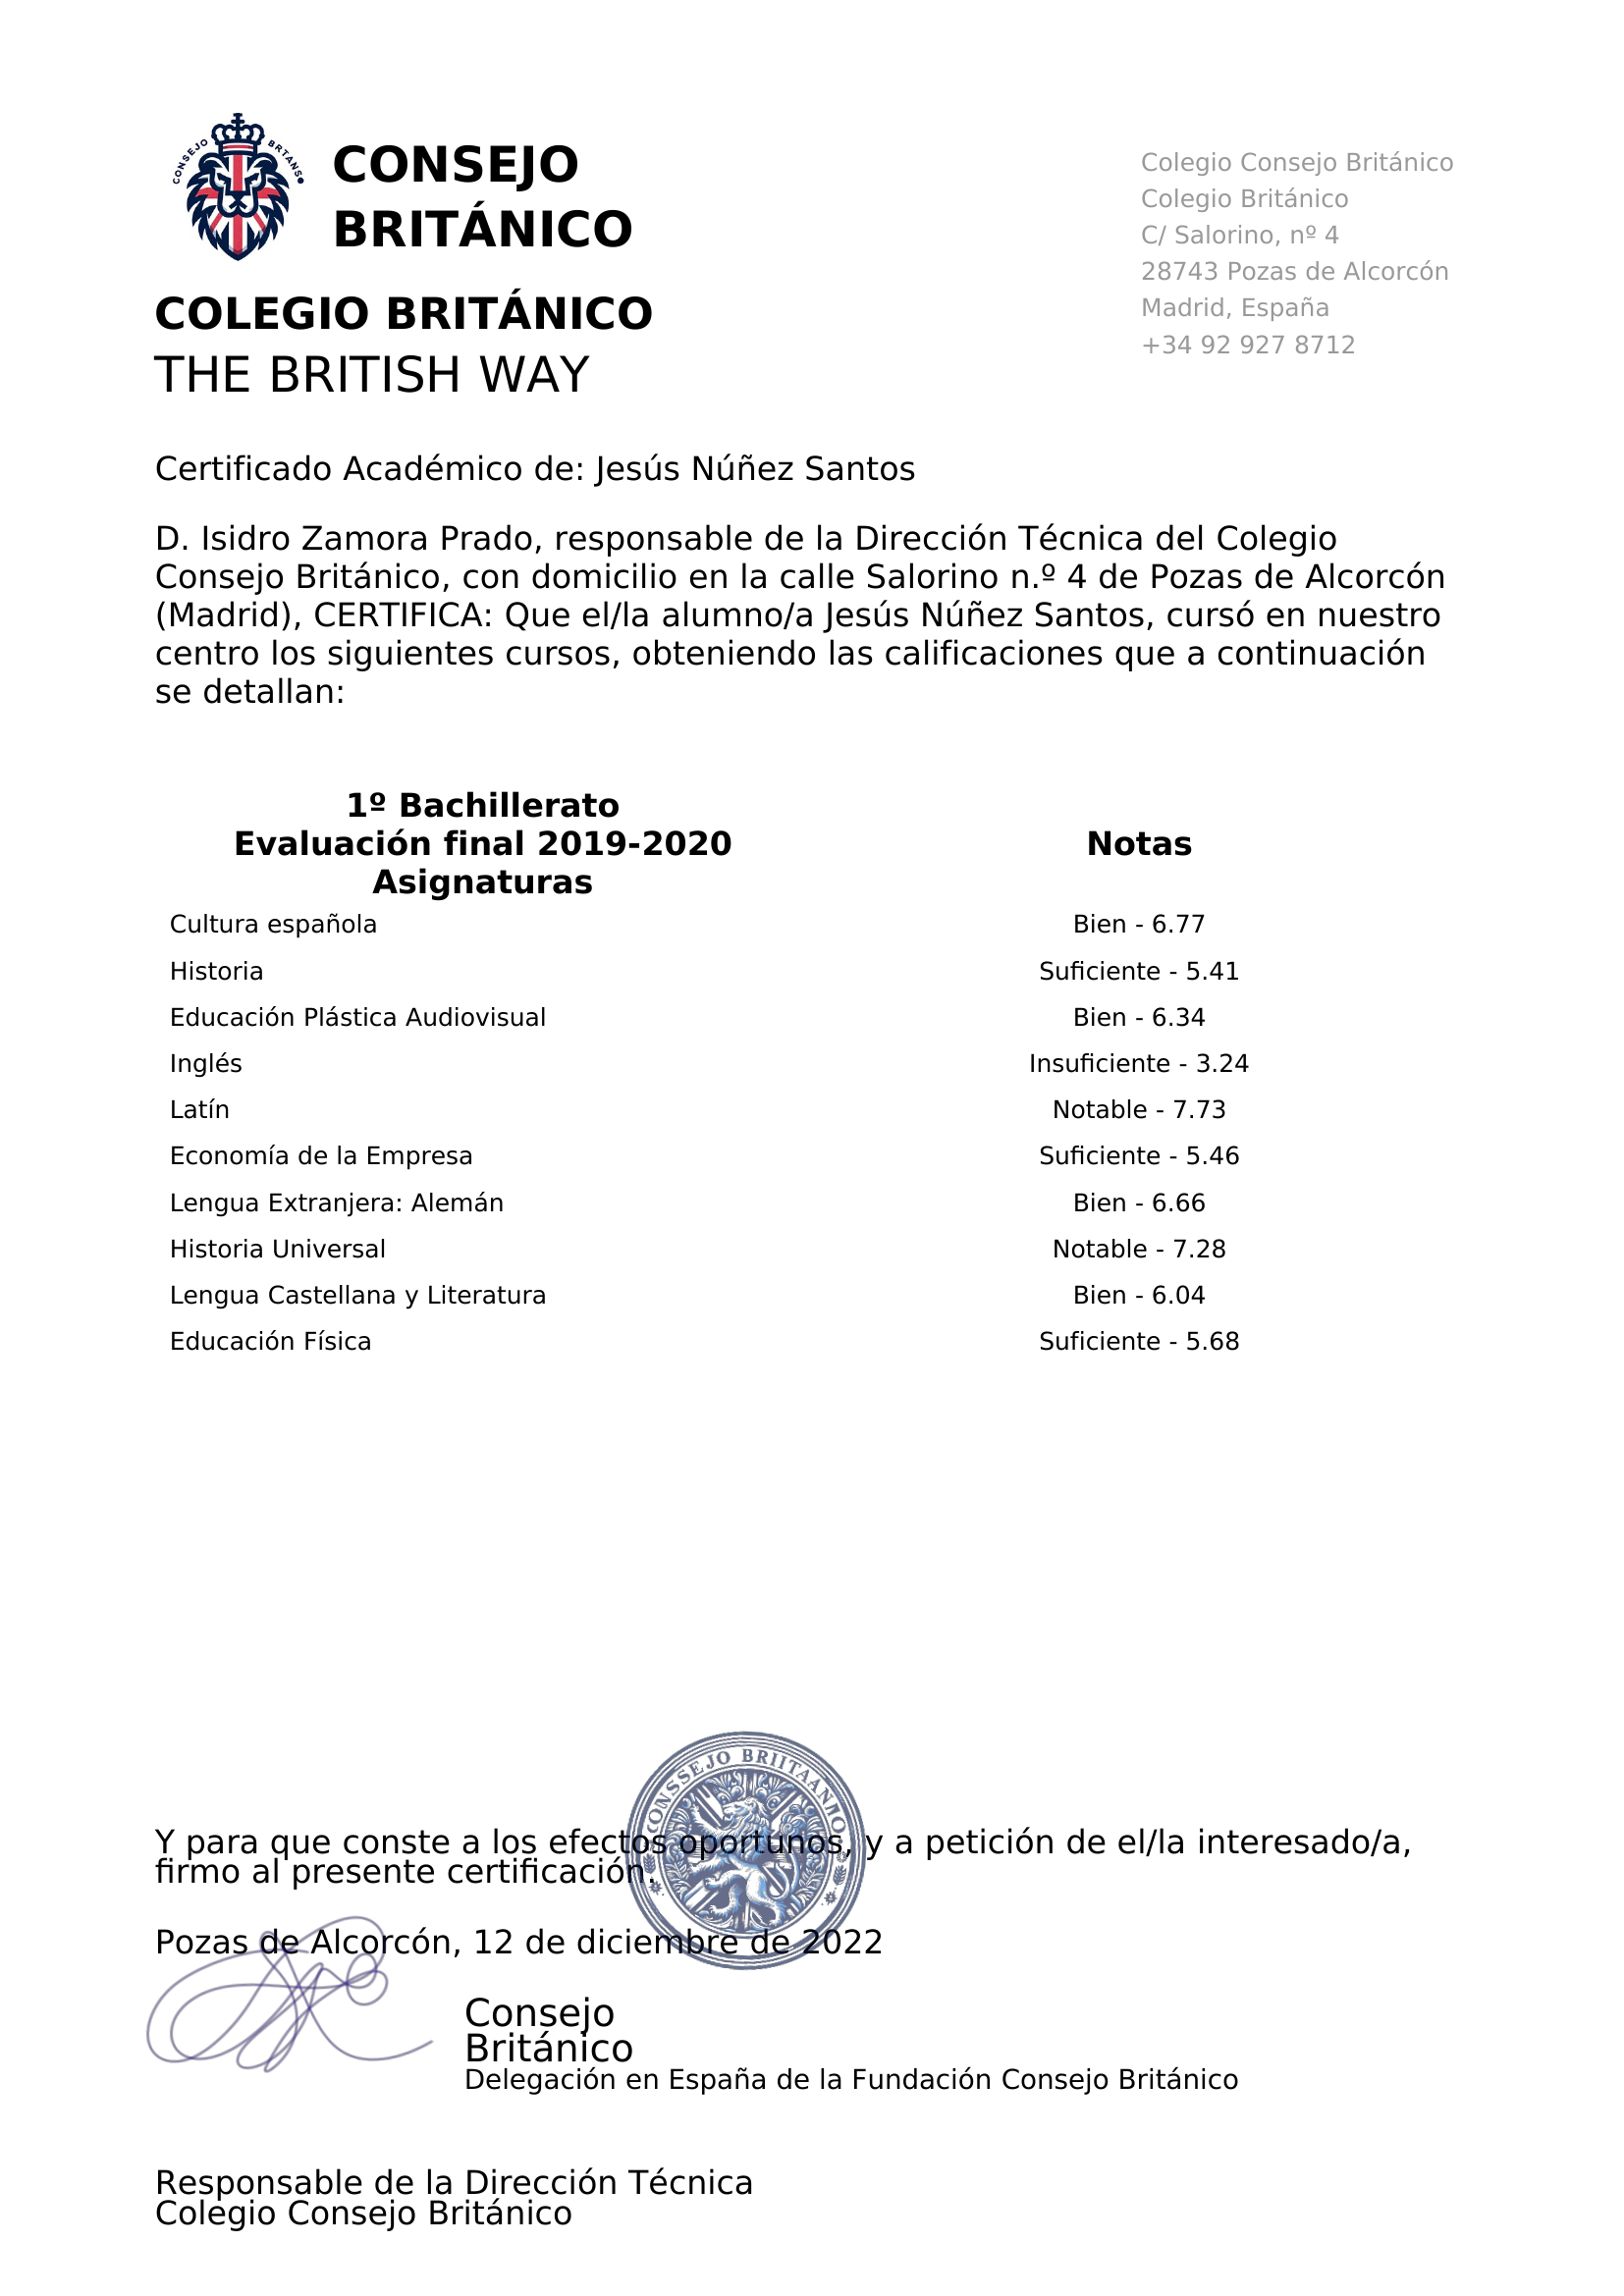 CONSEJO BRTANS
CONSEJO
BRITÁNICO
COLEGIO BRITÁNICO
THE BRITISH WAY
Colegio Consejo Británico
Colegio Británico
C/ Salorino, nº 4
28743 Pozas de Alcorcón
Madrid, España
+34 92 927 8712
Certificado Académico de: Jesús Núñez Santos
D. Isidro Zamora Prado, responsable de la Dirección Técnica del Colegio
Consejo Británico, con domicilio en la calle Salorino n.º 4 de Pozas de Alcorcón
(Madrid), CERTIFICA: Que el/la alumno/a Jesús Núñez Santos, cursó en nuestro
centro los siguientes cursos, obteniendo las calificaciones que a continuación
se detallan:
1º Bachillerato
Evaluación final 2019-2020 Notas
Asignaturas
Cultura española Bien - 6.77
Historia Suficiente - 5.41
Educación Plástica Audiovisual Bien - 6.34
Inglés Insuficiente - 3.24
Latín Notable - 7.73
Economía de la Empresa Suficiente - 5.46
Lengua Extranjera: Alemán Bien - 6.66
Historia Universal Notable - 7.28
Lengua Castellana y Literatura Bien - 6.04
Educación Física Suficiente - 5.68
CONSSEJO BRIITAANIIO
Y para que conste a los efectos oportunos, y a petición de el/la interesado/a,
firmo al presente certificación.
Pozas de Alcorcón, 12 de diciembre de 2022
Consejo
Británico
Delegación en España de la Fundación Consejo Británico
Responsable de la Dirección Técnica
Colegio Consejo Británico